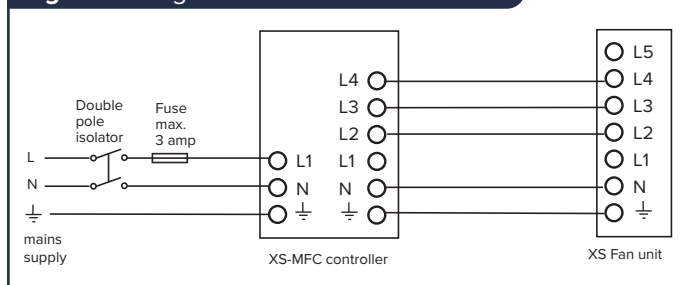 L5
L4
L4
L3
L3
L2
L2
L1
L1
L1
N
N
N
Double
pole
isolator
Fuse
max.
3 amp
L
N
mains
supply
XS-MFC controller
XS Fan unit